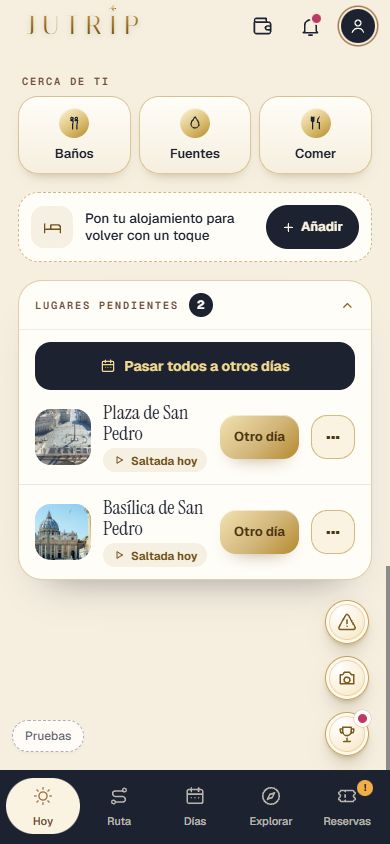 JUTRIP
CERCA DE TI
Baños
Fuentes
Comer
Pon tu alojamiento para
volver con un toque
+ Añadir
LUGARES PENDIENTES 2
Pasar todos a otros días
Plaza de San
Pedro
Saltada hoy
Otro día
...
Basílica de San
Pedro
Saltada hoy
Otro día
...
Pruebas
!
Hoy
Ruta
Días
Explorar
Reservas